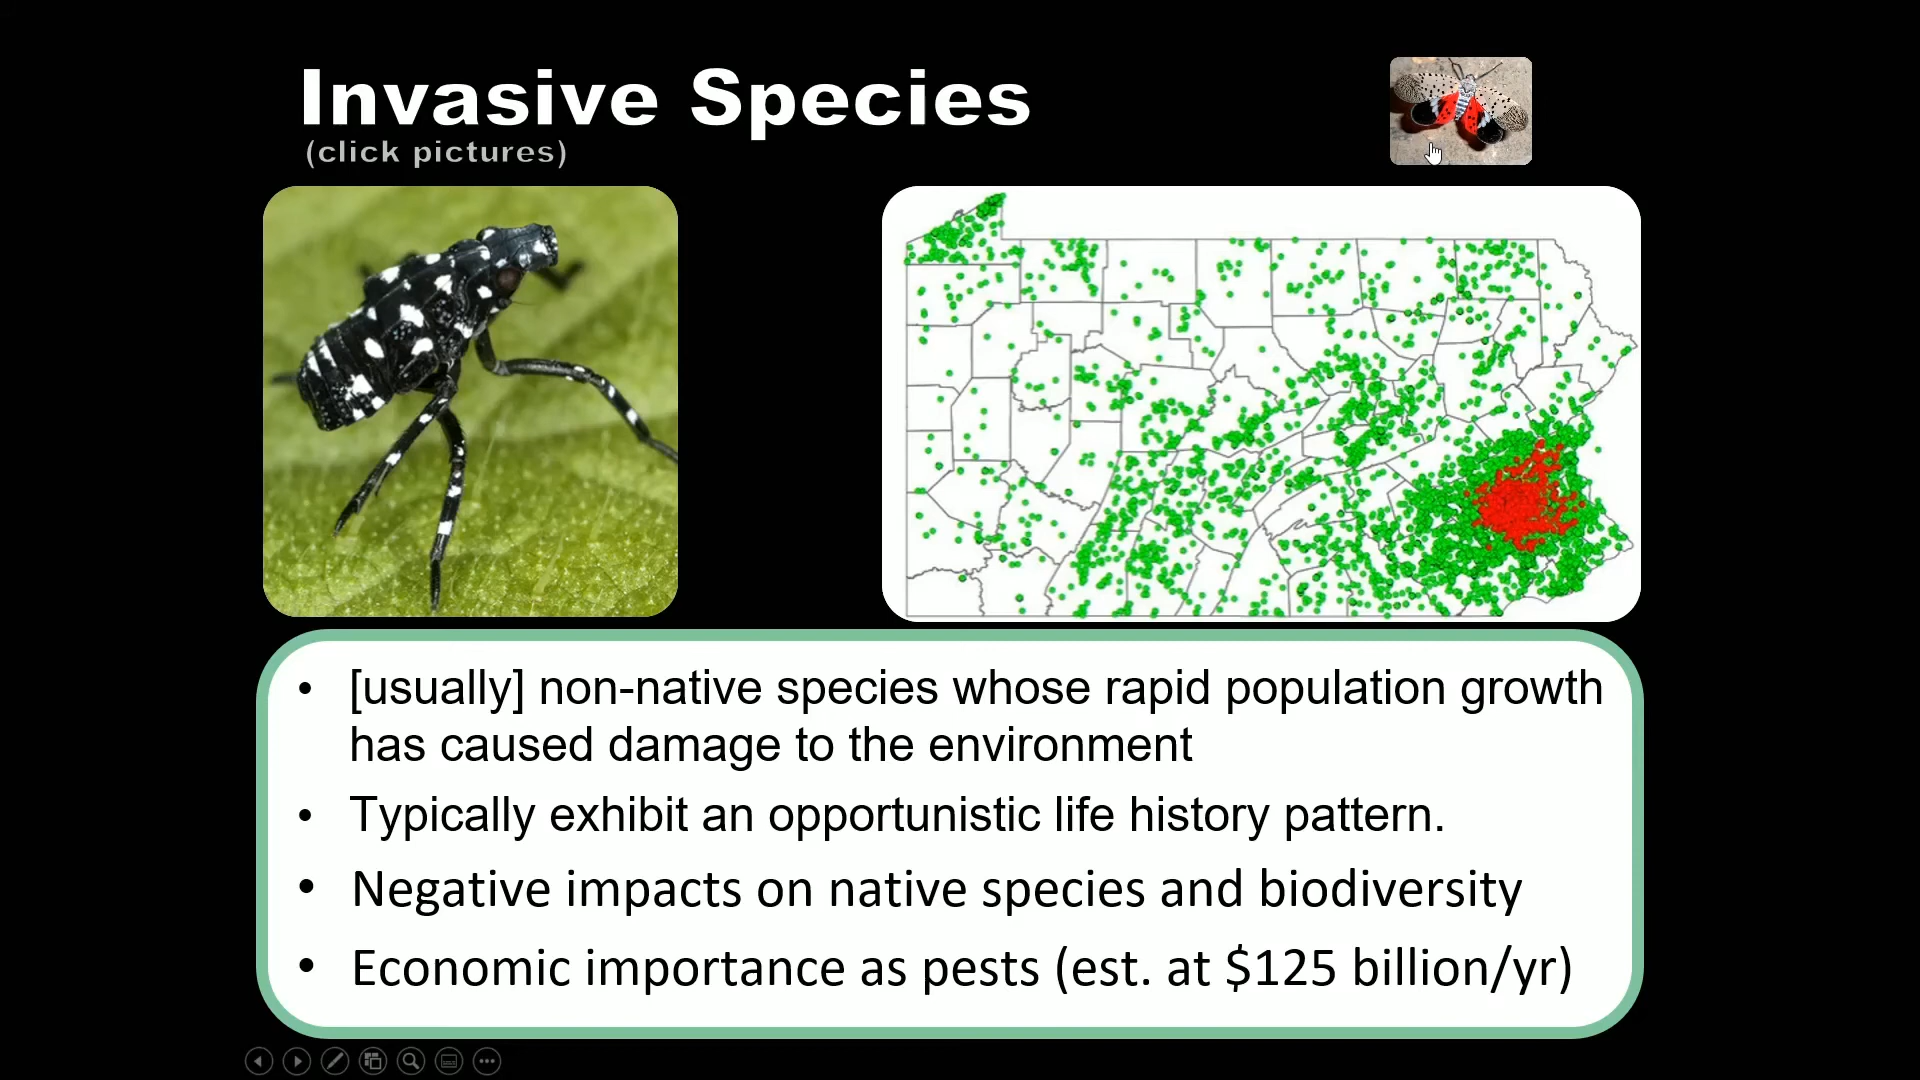 Invasive Species
(click pictures)
• [usually] non-native species whose rapid population growth
has caused damage to the environment
• Typically exhibit an opportunistic life history pattern.
• Negative impacts on native species and biodiversity
• Economic importance as pests (est. at $125 billion/yr)